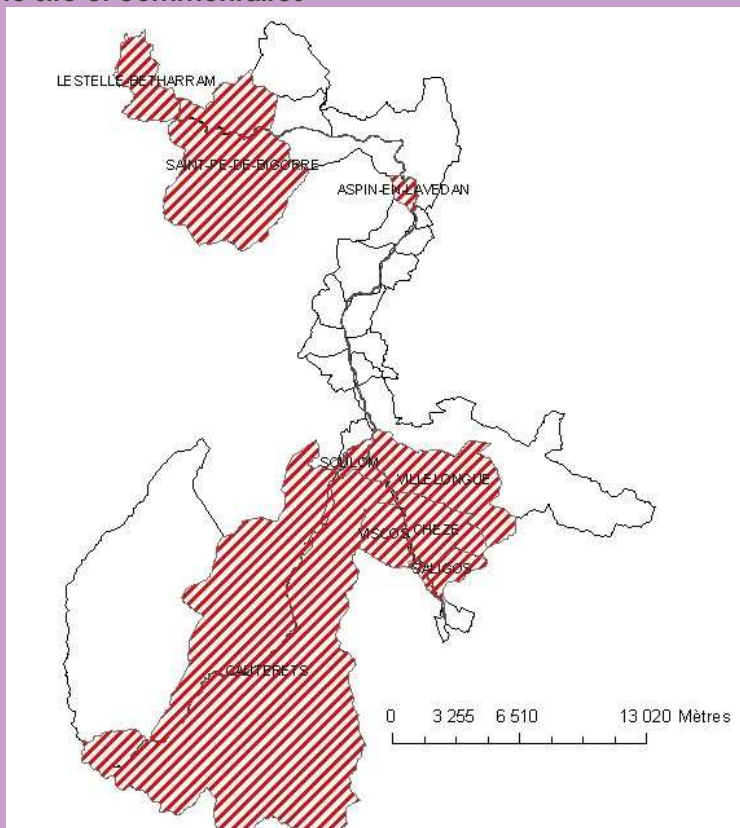 LESTELLE-BETHARRAM
SAINT-PE-DE-BIGORRE
ASPIN-EN-LAVEDAN
SOULOM
VILLELONGUE
VISCOS
CHEZE
SALIGOS
CAUTERETS
0 3 255 6 510 13 020 Mètres